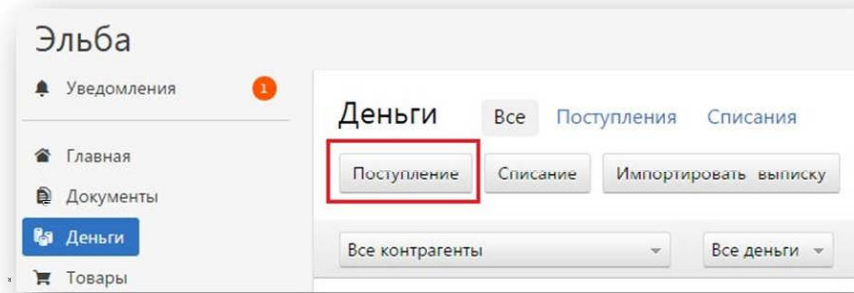 Эльба
Уведомления 1
Деньги Все Поступления Списания
Главная
Поступление Списание Импортировать выписку
Документы
Деньги
Все контрагенты Все деньги
Товары